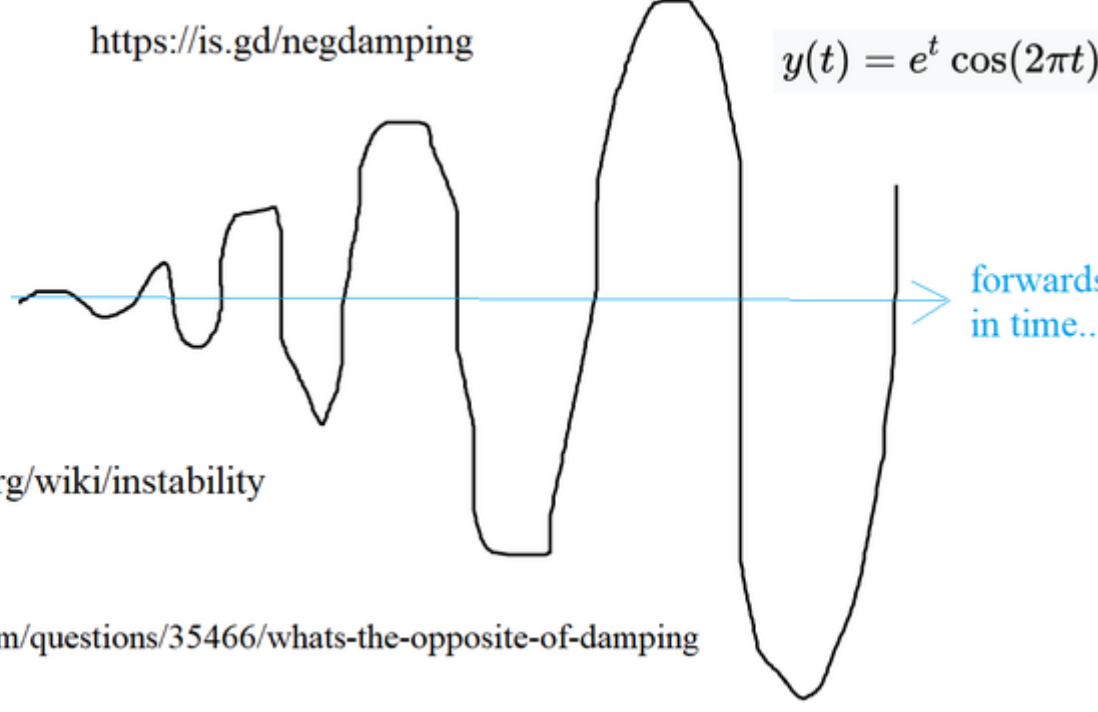 https://is.gd/negdamping
y(t) = e^t cos(2πt)
forwards
in time..
rg/wiki/instability
m/questions/35466/whats-the-opposite-of-damping